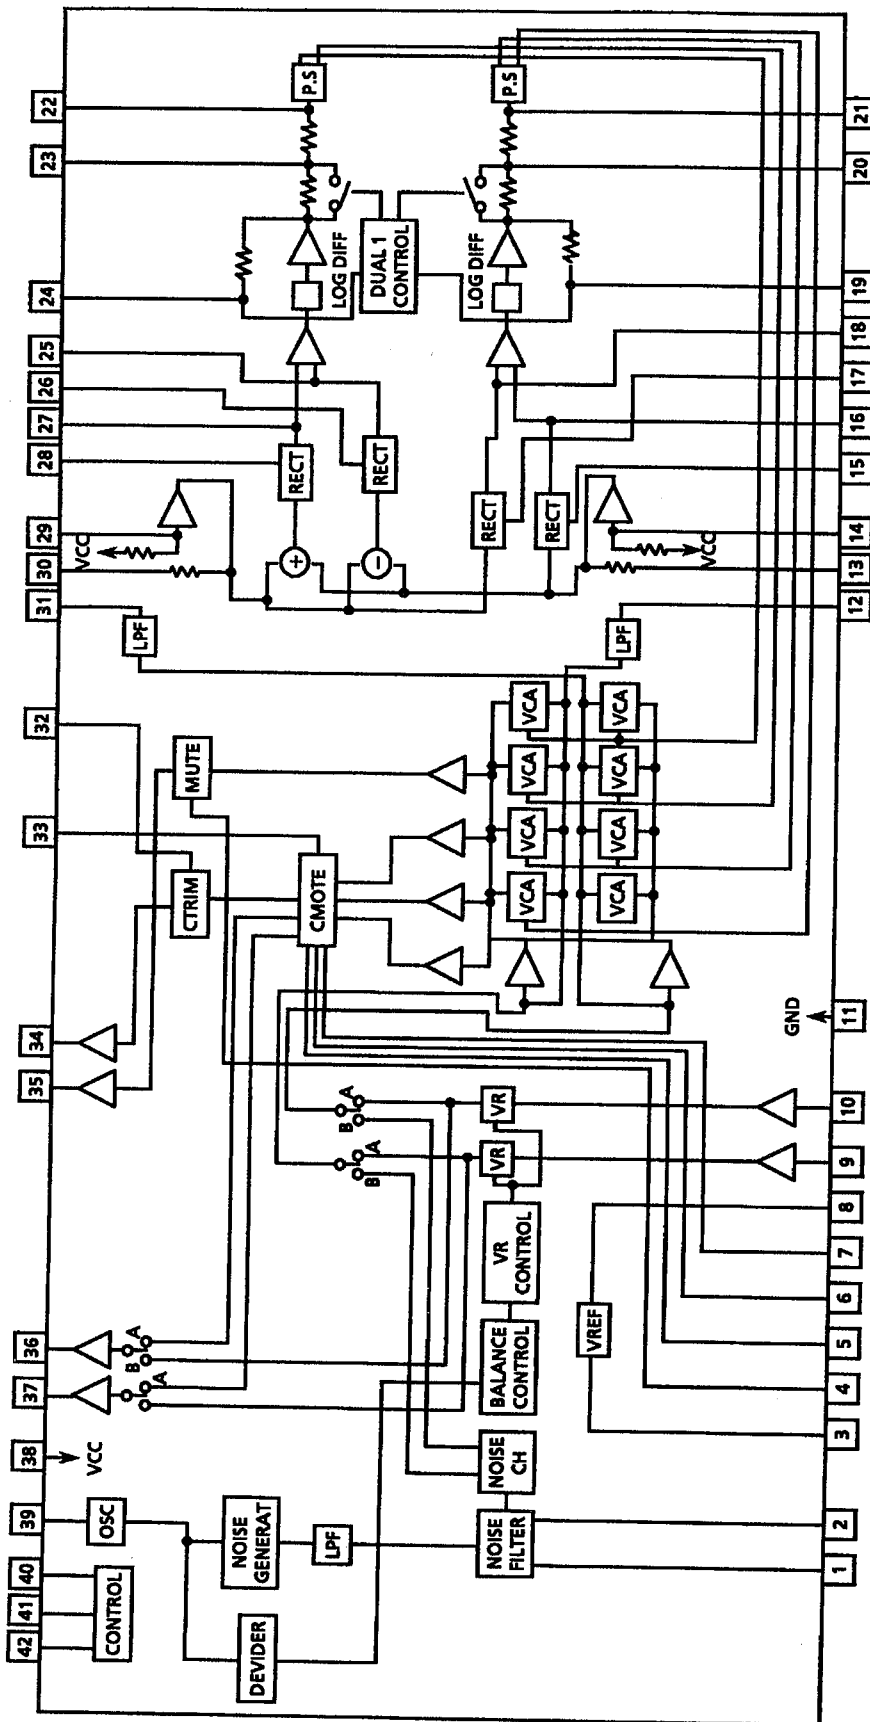 42
41
40
39
38
37
36
35
34
33
32
31
30
29
28
27
26
25
24
23
22
CONTROL
OSC
VCC
DEVIDER
NOISE
GENERAT
LPF
NOISE
FILTER
NOISE
CH
BALANCE
CONTROL
VR
CONTROL
VREF
VR
VR
A
B
A
A
B
A
B
CTRIM
MUTE
CMOTE
VCA
VCA
VCA
VCA
VCA
VCA
VCA
VCA
LPF
LPF
VCC
VCC
GND
+
−
RECT
RECT
RECT
RECT
LOG DIFF
DUAL 1
CONTROL
LOG DIFF
P.S
P.S
1
2
3
4
5
6
7
8
9
10
11
12
13
14
15
16
17
18
19
20
21